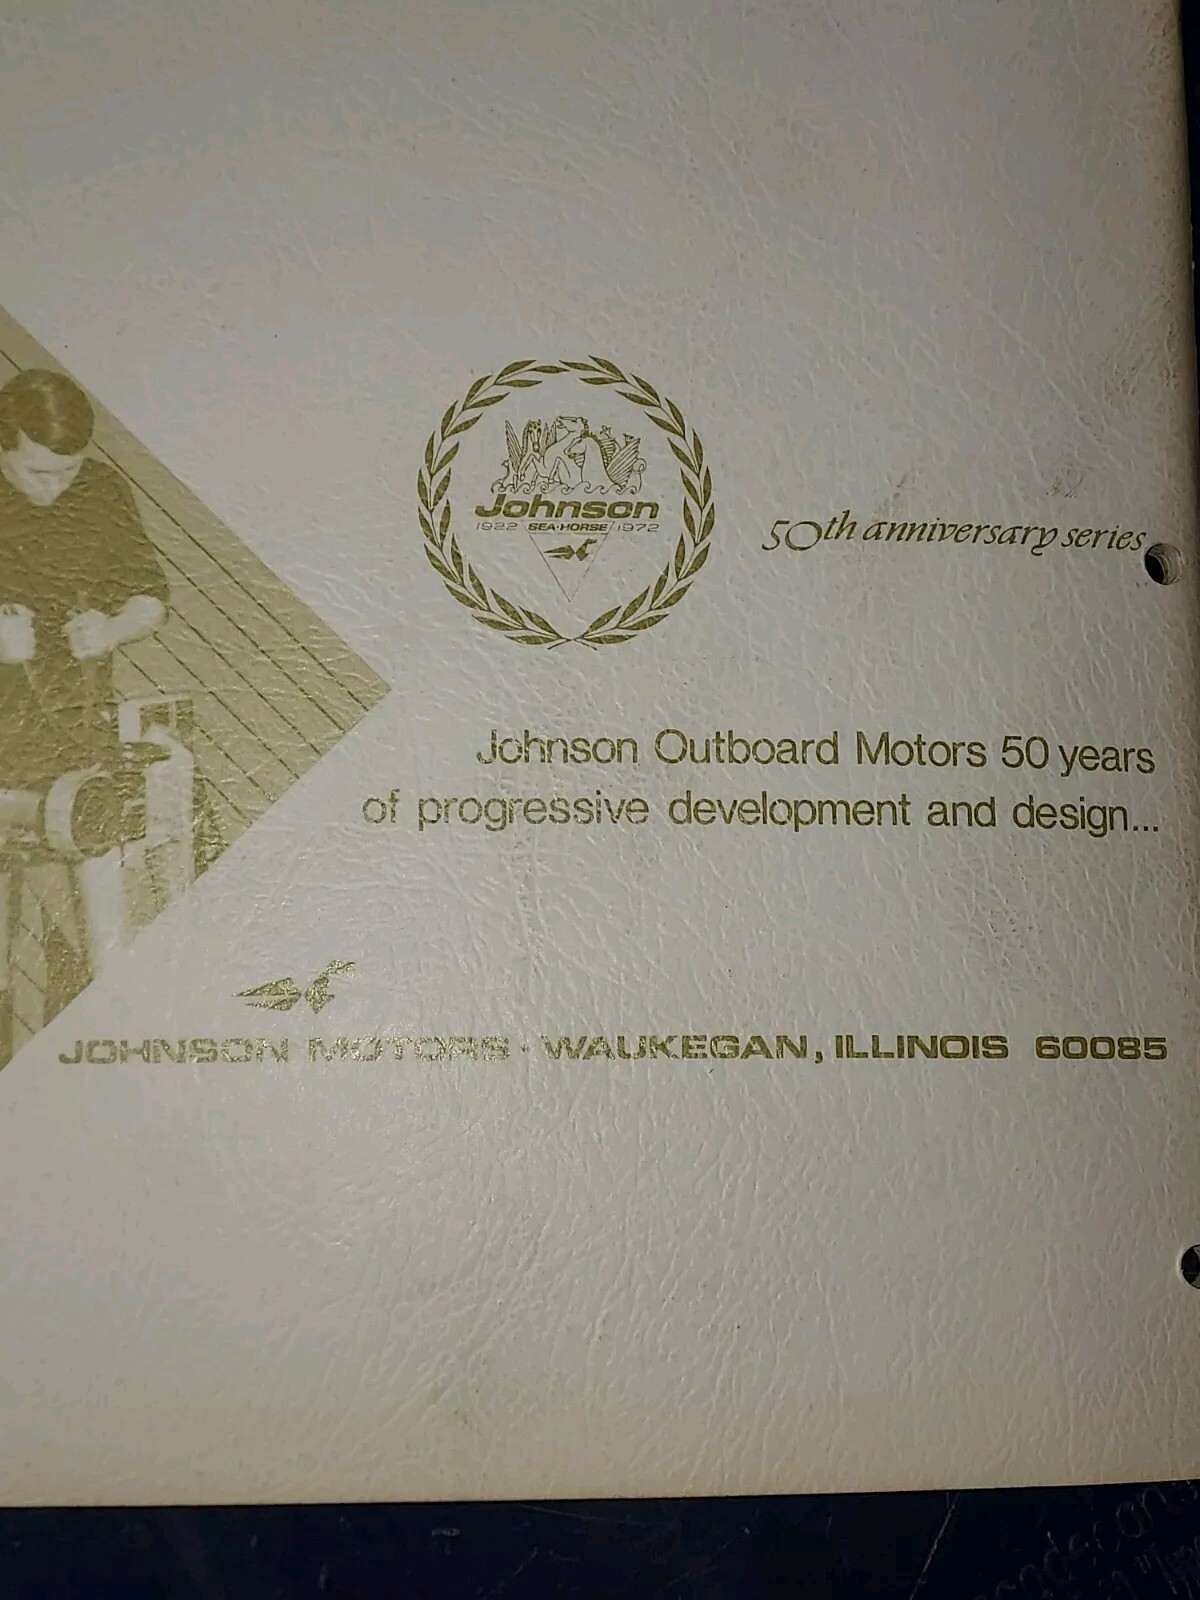 Johnson
1922 SEA-HORSE 1972
50th anniversary series
Johnson Outboard Motors 50 years
of progressive development and design...
JOHNSON MOTORS · WAUKEGAN, ILLINOIS 60085